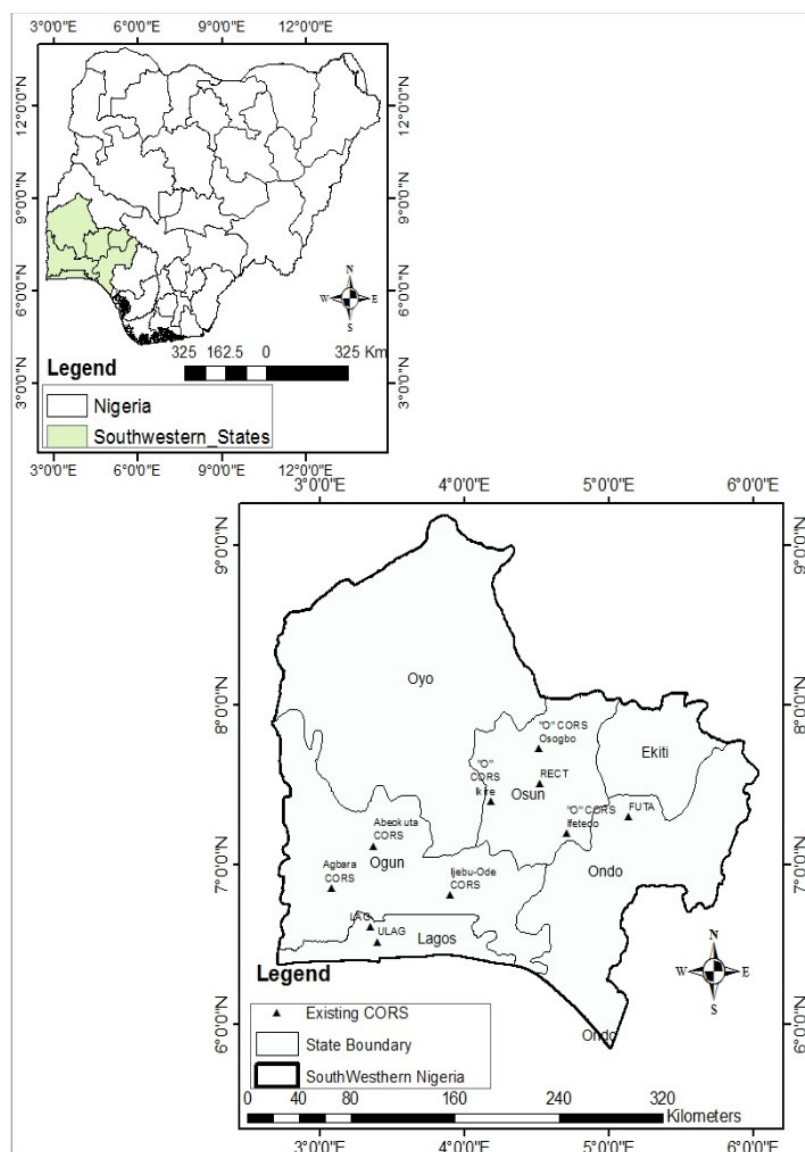 3°0'0"E 6°0'0"E 9°0'0"E 12°0'0"E
12°0'0"N
12°0'0"N
9°0'0"N
9°0'0"N
6°0'0"N
6°0'0"N
3°0'0"N
3°0'0"N
N
W E
S
325 162.5 0 325 Km
Legend
Nigeria
Southwestern_States
3°0'0"E 6°0'0"E 9°0'0"E 12°0'0"E
3°0'0"E 4°0'0"E 5°0'0"E 6°0'0"E
9°0'0"N
9°0'0"N
8°0'0"N
8°0'0"N
7°0'0"N
7°0'0"N
6°0'0"N
6°0'0"N
Oyo
"O" CORS
Osogbo
Ekiti
"O"
CORS
Ikire
RECT
Osun
"O" CORS
Ifetedo
FUTA
Abeokuta
CORS
Ogun
Agbara
CORS
Ijebu-Ode
CORS
Ondo
LAG
ULAG
Lagos
N
W E
S
Ondo
Legend
Existing CORS
State Boundary
SouthWesthern Nigeria
0 40 80 160 240 320
Kilometers
3°0'0"E 4°0'0"E 5°0'0"E 6°0'0"E